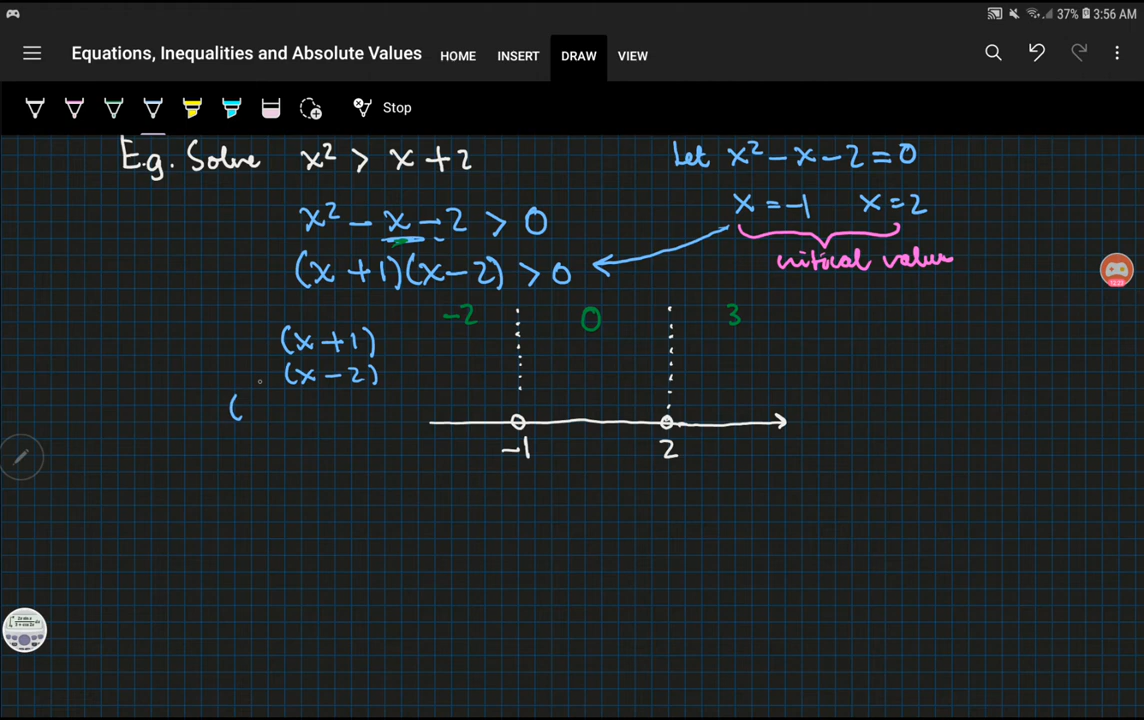 37% 3:56 AM
Equations, Inequalities and Absolute Values HOME INSERT DRAW VIEW
Stop
E.g. Solve x² > x + 2
Let x² - x - 2 = 0
x² - x - 2 > 0
x = -1 x = 2
critical values
(x + 1)(x - 2) > 0
-2 0 3
(x + 1)
(x - 2)
(
-1 2